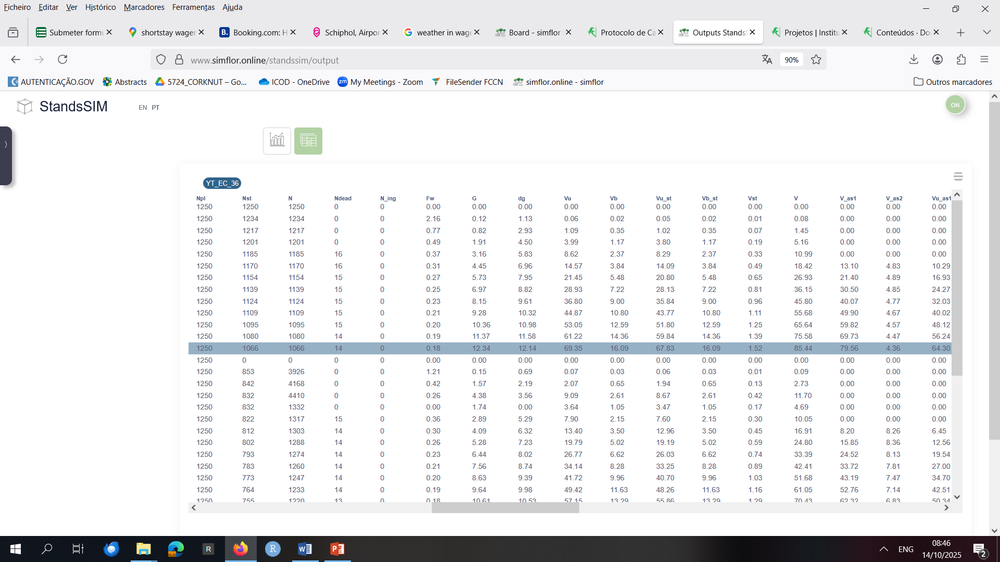 Ficheiro Editar Ver Histórico Marcadores Ferramentas Ajuda
Submeter formu shortstay wager Booking.com: H Schiphol, Airpor weather in wage Board - simflor Protocolo de Ca Outputs Stands Projetos | Institu Conteúdos · Do
www.simflor.online/standssim/output 90%
AUTENTICAÇÃO.GOV Abstracts 5724_CORKNUT – Go... ICOD - OneDrive zm My Meetings - Zoom FileSender FCCN simflor.online - simflor Outros marcadores
StandsSIM EN PT ON
YT_EC_36
Npl Nst N Ndead N_ing Fw G dg Vu Vb Vu_st Vb_st Vst V V_as1 V_as2 Vu_as1
1250 1250 1250 0 0 0.00 0.00 0.00 0.00 0.00 0.00 0.00 0.00 0.00 0.00 0.00 0.00
1250 1234 1234 0 0 2.16 0.12 1.13 0.06 0.02 0.05 0.02 0.01 0.08 0.00 0.00 0.00
1250 1217 1217 0 0 0.77 0.82 2.93 1.09 0.35 1.02 0.35 0.07 1.45 0.00 0.00 0.00
1250 1201 1201 0 0 0.49 1.91 4.50 3.99 1.17 3.80 1.17 0.19 5.16 0.00 0.00 0.00
1250 1185 1185 16 0 0.37 3.16 5.83 8.62 2.37 8.29 2.37 0.33 10.99 0.00 0.00 0.00
1250 1170 1170 16 0 0.31 4.45 6.96 14.57 3.84 14.09 3.84 0.49 18.42 13.10 4.83 10.29
1250 1154 1154 15 0 0.27 5.73 7.95 21.45 5.48 20.80 5.48 0.65 26.93 21.40 4.89 16.93
1250 1139 1139 15 0 0.25 6.97 8.82 28.93 7.22 28.13 7.22 0.81 36.15 30.50 4.85 24.27
1250 1124 1124 15 0 0.23 8.15 9.61 36.80 9.00 35.84 9.00 0.96 45.80 40.07 4.77 32.03
1250 1109 1109 15 0 0.21 9.28 10.32 44.87 10.80 43.77 10.80 1.11 55.68 49.90 4.67 40.02
1250 1095 1095 15 0 0.20 10.36 10.98 53.05 12.59 51.80 12.59 1.25 65.64 59.82 4.57 48.12
1250 1080 1080 14 0 0.19 11.37 11.58 61.22 14.36 59.84 14.36 1.39 75.58 69.73 4.47 56.24
1250 1066 1066 14 0 0.18 12.34 12.14 69.35 16.09 67.83 16.09 1.52 85.44 79.56 4.36 64.30
1250 0 0 0 0 0.00 0.00 0.00 0.00 0.00 0.00 0.00 0.00 0.00 0.00 0.00 0.00
1250 853 3926 0 0 1.21 0.15 0.69 0.07 0.03 0.06 0.03 0.01 0.09 0.00 0.00 0.00
1250 842 4168 0 0 0.42 1.57 2.19 2.07 0.65 1.94 0.65 0.13 2.73 0.00 0.00 0.00
1250 832 4410 0 0 0.26 4.38 3.56 9.09 2.61 8.67 2.61 0.42 11.70 0.00 0.00 0.00
1250 832 1332 0 0 0.00 1.74 0.00 3.64 1.05 3.47 1.05 0.17 4.69 0.00 0.00 0.00
1250 822 1317 15 0 0.36 2.89 5.29 7.90 2.15 7.60 2.15 0.30 10.05 0.00 0.00 0.00
1250 812 1303 14 0 0.30 4.09 6.32 13.40 3.50 12.96 3.50 0.45 16.91 8.20 8.26 6.45
1250 802 1288 14 0 0.26 5.28 7.23 19.79 5.02 19.19 5.02 0.59 24.80 15.85 8.36 12.56
1250 793 1274 14 0 0.23 6.44 8.02 26.77 6.62 26.03 6.62 0.74 33.39 24.52 8.13 19.54
1250 783 1260 14 0 0.21 7.56 8.74 34.14 8.28 33.25 8.28 0.89 42.41 33.72 7.81 27.00
1250 773 1247 14 0 0.20 8.63 9.39 41.72 9.96 40.70 9.96 1.03 51.68 43.19 7.47 34.70
1250 764 1233 14 0 0.19 9.64 9.98 49.42 11.63 48.26 11.63 1.16 61.05 52.76 7.14 42.51
1250 755 1220 13 0 0.18 10.61 10.53 57.15 13.29 55.86 13.29 1.29 70.43 62.32 6.83 50.34
ENG 08:46
14/10/2025 2